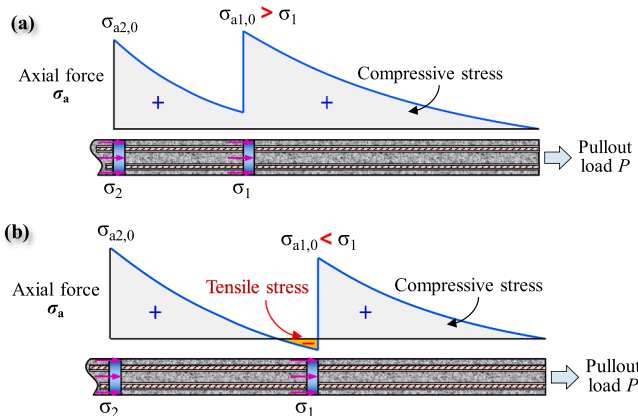 (a)
σa2,0
σa1,0 > σ1
Axial force
σa
+
+
Compressive stress
σ2
σ1
Pullout
load P
(b)
σa2,0
σa1,0 < σ1
Tensile stress
Axial force
σa
+
−
+
Compressive stress
σ2
σ1
Pullout
load P